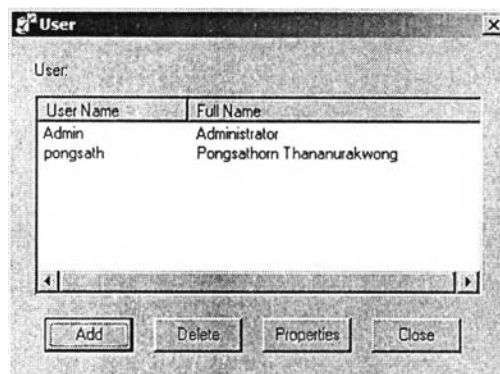 User
User:
User Name Full Name
Admin Administrator
pongsath Pongsathorn Thananurakwong
Add Delete Properties Close